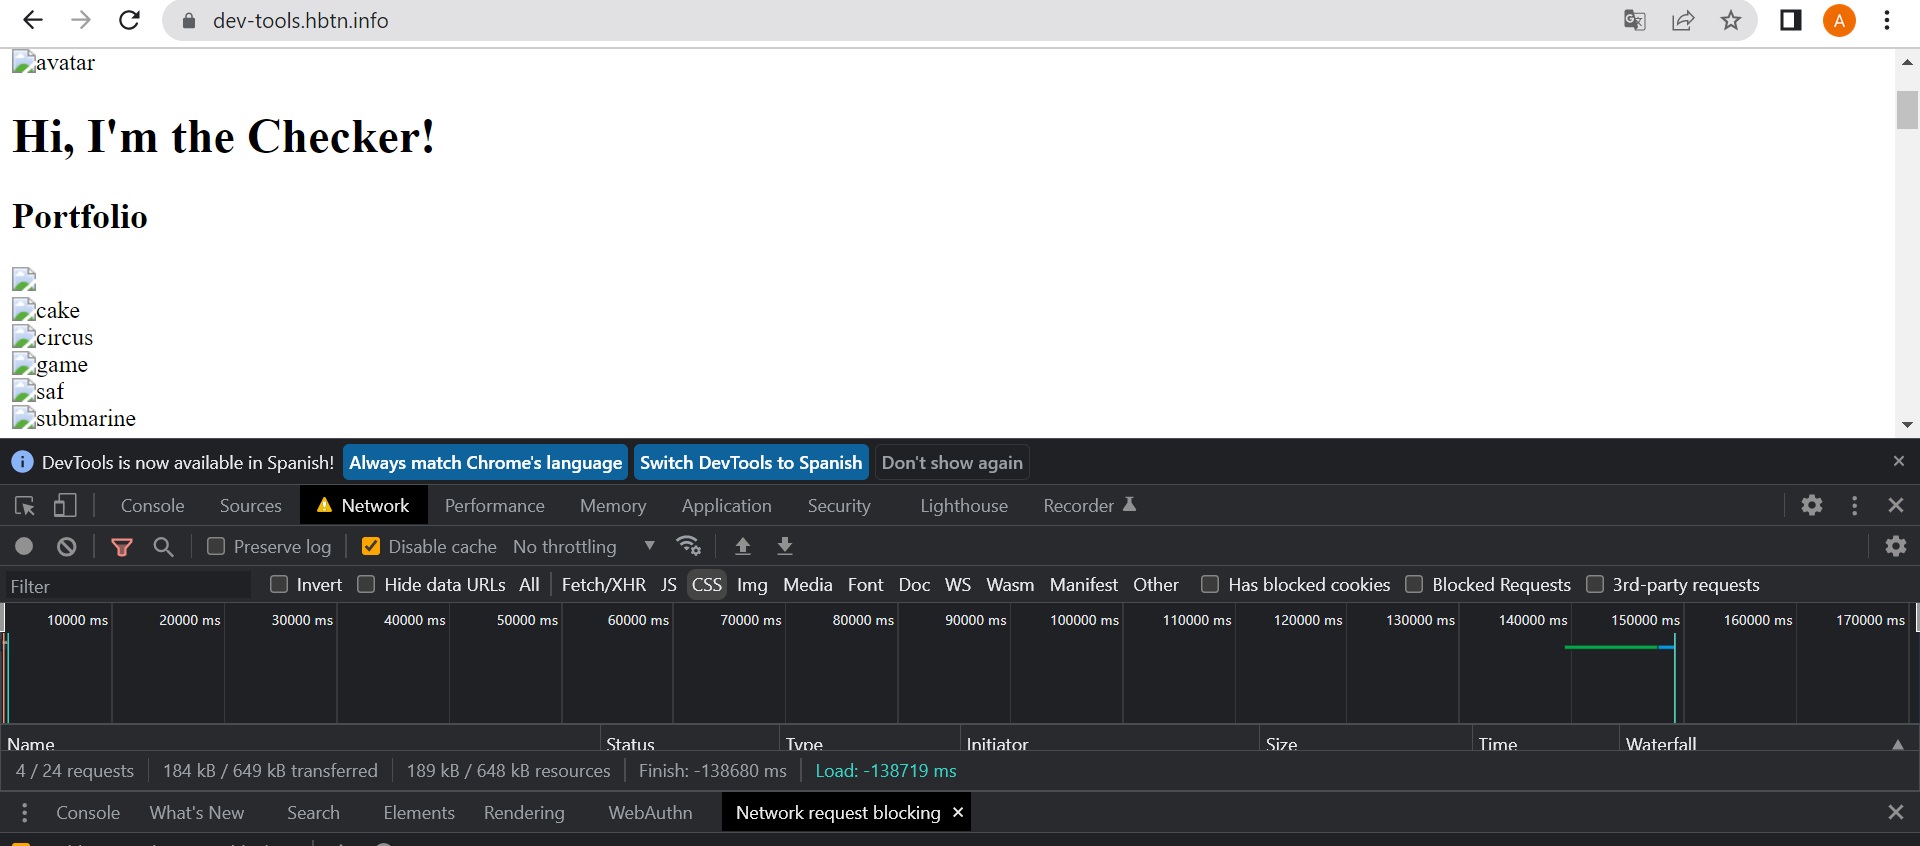 dev-tools.hbtn.info
A
avatar
Hi, I'm the Checker!
Portfolio
cake
circus
game
saf
submarine
DevTools is now available in Spanish! Always match Chrome's language Switch DevTools to Spanish Don't show again
Console Sources Network Performance Memory Application Security Lighthouse Recorder
Preserve log Disable cache No throttling
Filter Invert Hide data URLs All Fetch/XHR JS CSS Img Media Font Doc WS Wasm Manifest Other Has blocked cookies Blocked Requests 3rd-party requests
10000 ms 20000 ms 30000 ms 40000 ms 50000 ms 60000 ms 70000 ms 80000 ms 90000 ms 100000 ms 110000 ms 120000 ms 130000 ms 140000 ms 150000 ms 160000 ms 170000 ms
Name Status Type Initiator Size Time Waterfall
4 / 24 requests 184 kB / 649 kB transferred 189 kB / 648 kB resources Finish: -138680 ms Load: -138719 ms
Console What's New Search Elements Rendering WebAuthn Network request blocking